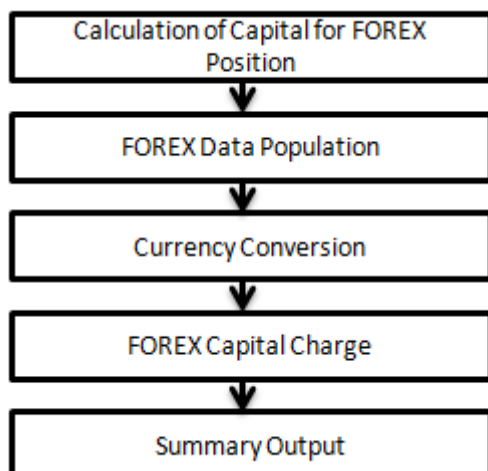 Calculation of Capital for FOREX
Position
FOREX Data Population
Currency Conversion
FOREX Capital Charge
Summary Output